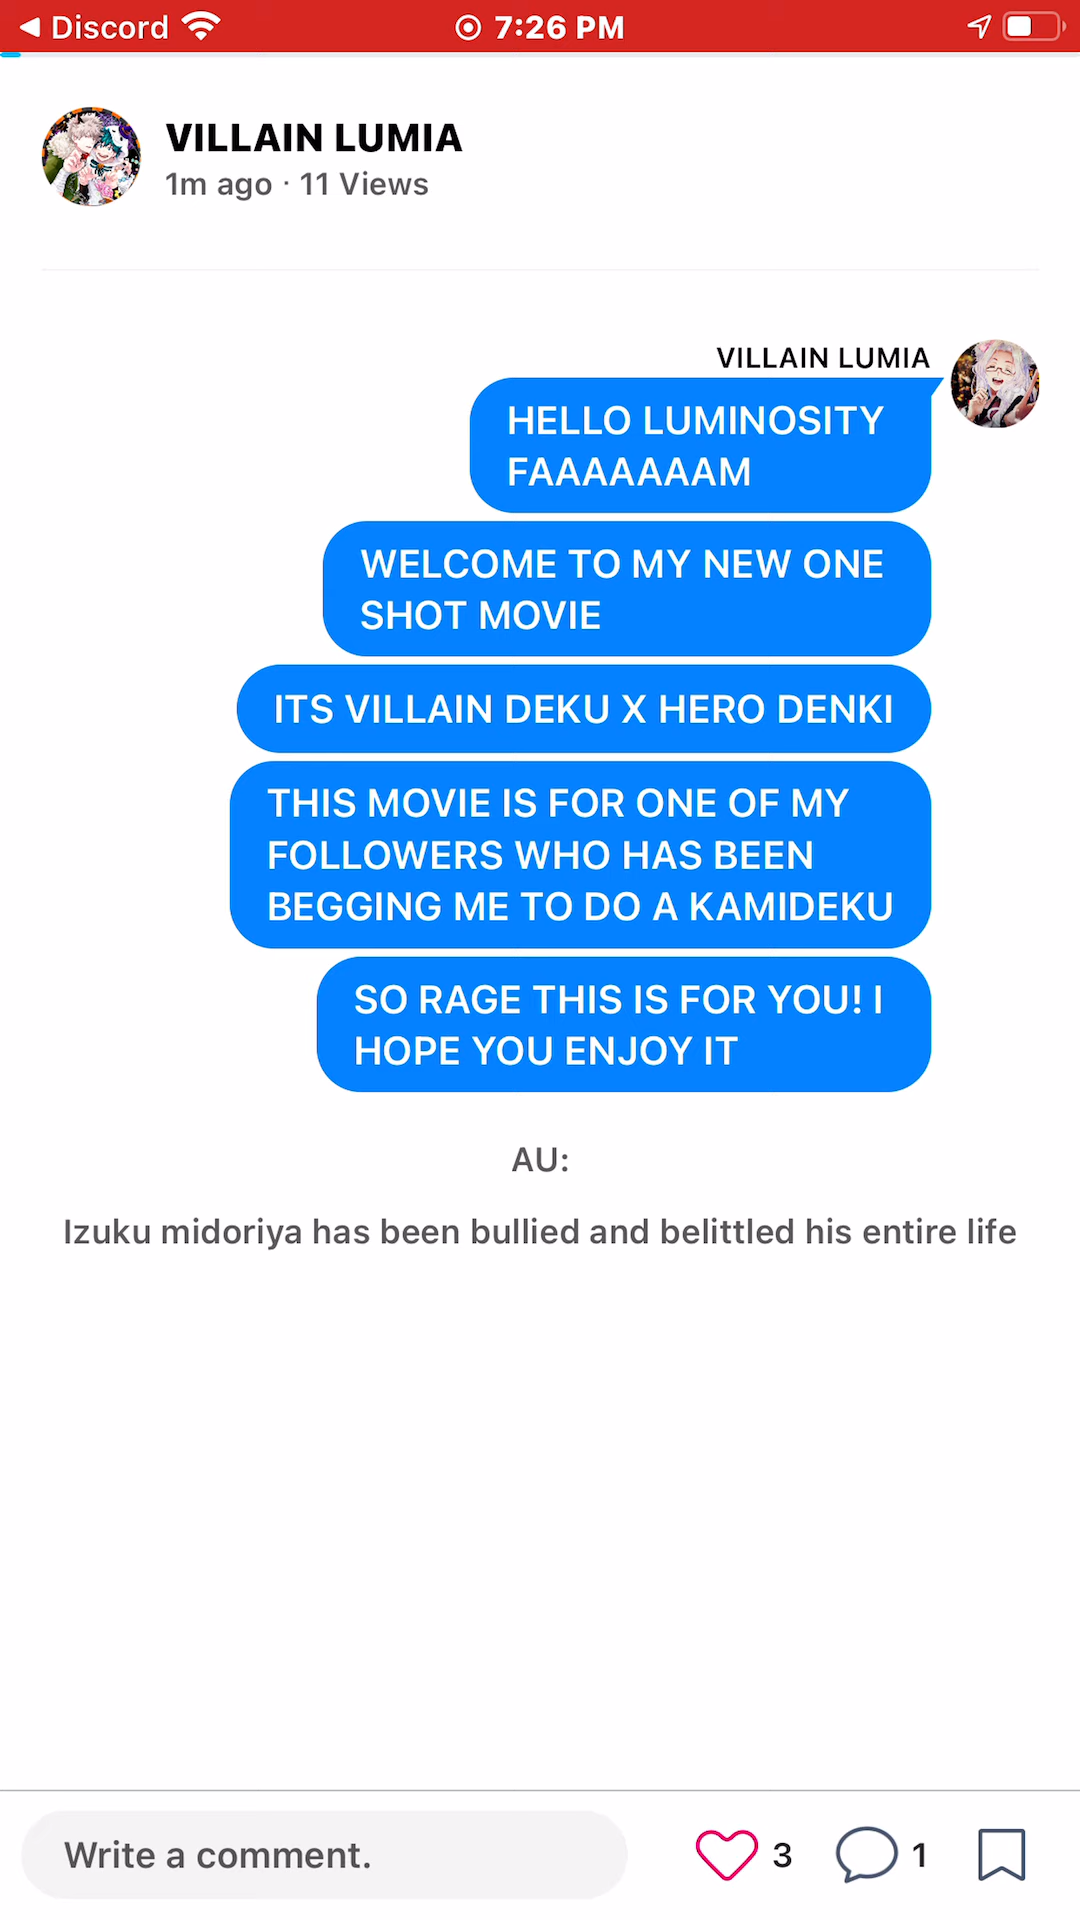 Discord 7:26 PM
VILLAIN LUMIA
1m ago · 11 Views
VILLAIN LUMIA
HELLO LUMINOSITY
FAAAAAAAM
WELCOME TO MY NEW ONE
SHOT MOVIE
ITS VILLAIN DEKU X HERO DENKI
THIS MOVIE IS FOR ONE OF MY
FOLLOWERS WHO HAS BEEN
BEGGING ME TO DO A KAMIDEKU
SO RAGE THIS IS FOR YOU! I
HOPE YOU ENJOY IT
AU:
Izuku midoriya has been bullied and belittled his entire life
Write a comment. 3 1